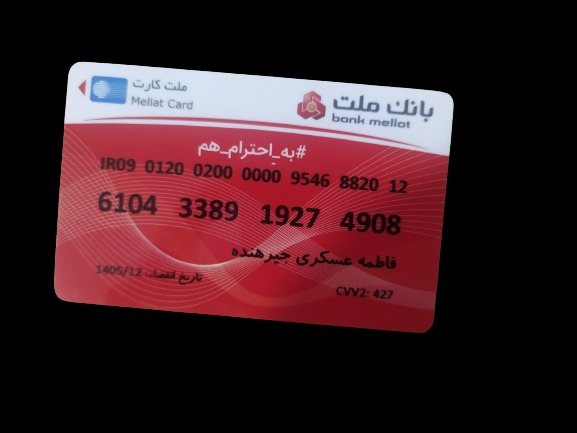 ملت کارت
Mellat Card
بانک ملت
bank mellat
#به_احترام_هم
IR09 0120 0200 0000 9546 8820 12
6104 3389 1927 4908
فاطمه عسکری جیرهنده
تاریخ انقضاء: 1405/12
CVV2: 427